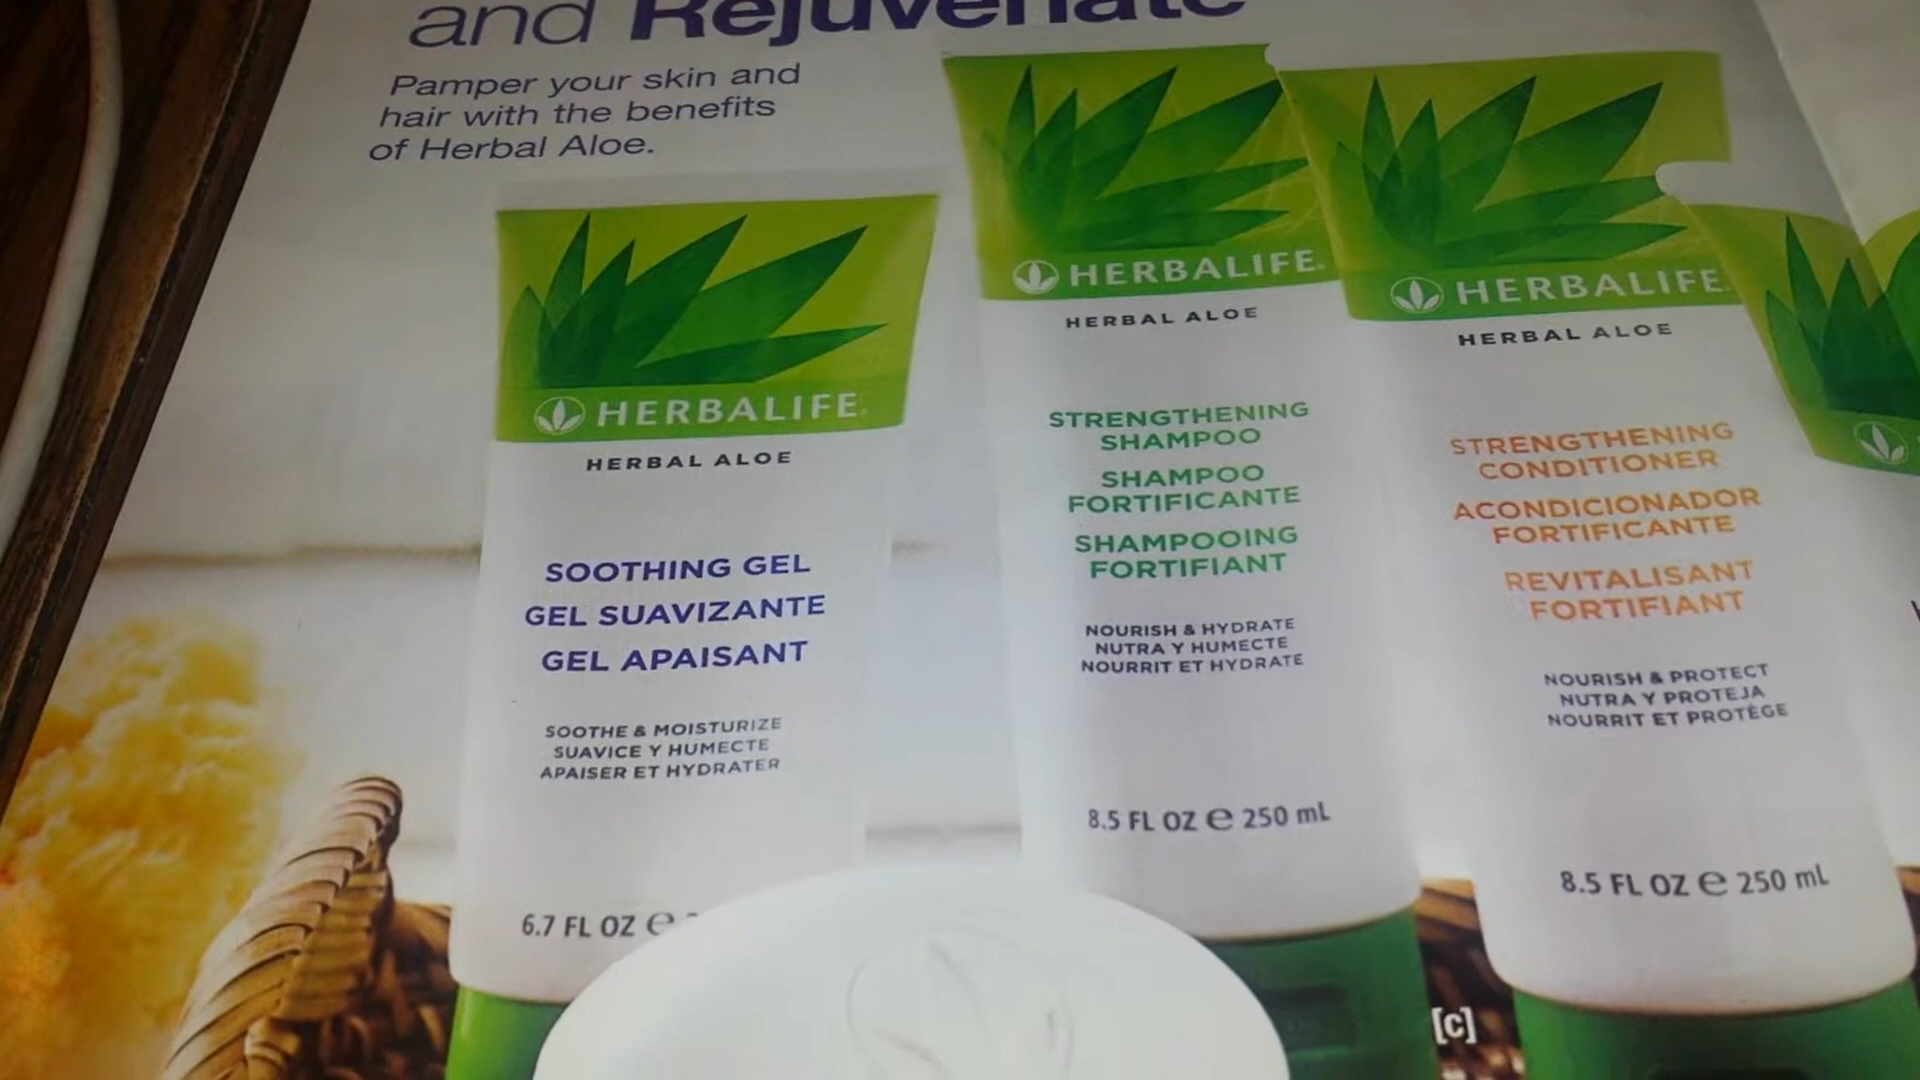 and Rejuvenate
Pamper your skin and
hair with the benefits
of Herbal Aloe.
HERBALIFE
HERBAL ALOE
SOOTHING GEL
GEL SUAVIZANTE
GEL APAISANT
SOOTHE & MOISTURIZE
SUAVICE Y HUMECTE
APAISER ET HYDRATER
6.7 FL OZ ℮
HERBALIFE
HERBAL ALOE
STRENGTHENING
SHAMPOO
SHAMPOO
FORTIFICANTE
SHAMPOOING
FORTIFIANT
NOURISH & HYDRATE
NUTRA Y HUMECTE
NOURRIT ET HYDRATE
8.5 FL OZ ℮ 250 mL
HERBALIFE
HERBAL ALOE
STRENGTHENING
CONDITIONER
ACONDICIONADOR
FORTIFICANTE
REVITALISANT
FORTIFIANT
NOURISH & PROTECT
NUTRA Y PROTEJA
NOURRIT ET PROTÈGE
8.5 FL OZ ℮ 250 mL
[c]